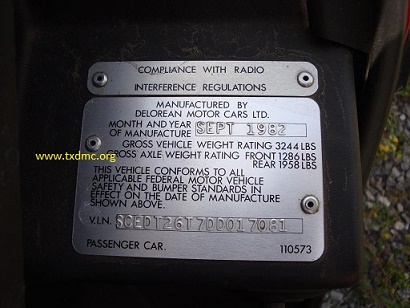 COMPLIANCE WITH RADIO
INTERFERENCE REGULATIONS
MANUFACTURED BY
DELOREAN MOTOR CARS LTD.
MONTH AND YEAR
OF MANUFACTURE SEPT 1982
GROSS VEHICLE WEIGHT RATING 3244 LBS
GROSS AXLE WEIGHT RATING FRONT 1286 LBS
REAR 1958 LBS
THIS VEHICLE CONFORMS TO ALL
APPLICABLE FEDERAL MOTOR VEHICLE
SAFETY AND BUMPER STANDARDS IN
EFFECT ON THE DATE OF MANUFACTURE
SHOWN ABOVE.
V.I.N. SCEDT26T7DD017081
PASSENGER CAR. 110573
www.txdmc.org